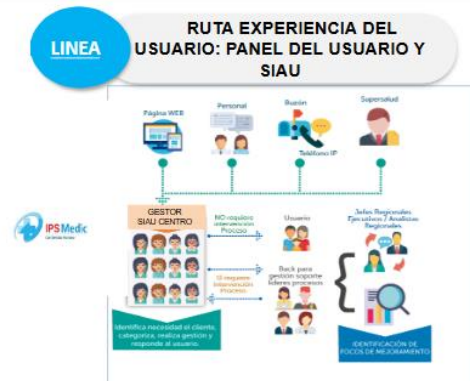 LINEA
RUTA EXPERIENCIA DEL
USUARIO: PANEL DEL USUARIO Y
SIAU
Página WEB
Personal
Buzón
Supersalud
Teléfono IP
IPS Medic
GESTOR
SIAU CENTRO
NO requiere
intervención
Proceso
Usuario
Jefes Regionales
Ejecutivos / Analistas
Regionales
SI requiere
Intervención
Proceso
Back para
gestión soporte
líderes procesos
Identifica necesidad el cliente,
categoriza, realiza gestión y
responde al usuario.
IDENTIFICACIÓN DE
FOCOS DE MEJORAMIENTO